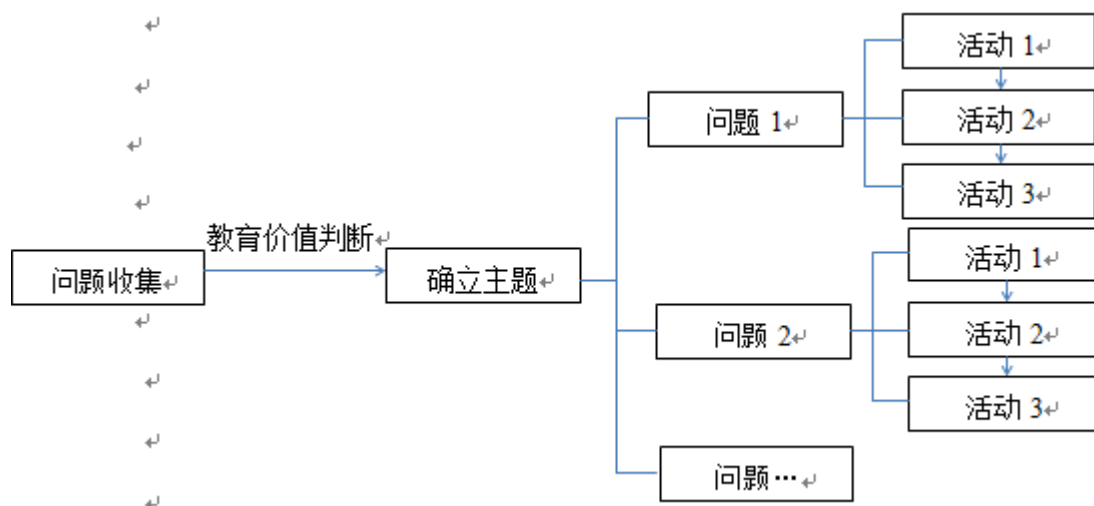 活动 1
问题 1
活动 2
活动 3
教育价值判断
问题收集
确立主题
活动 1
问题 2
活动 2
活动 3
问题…